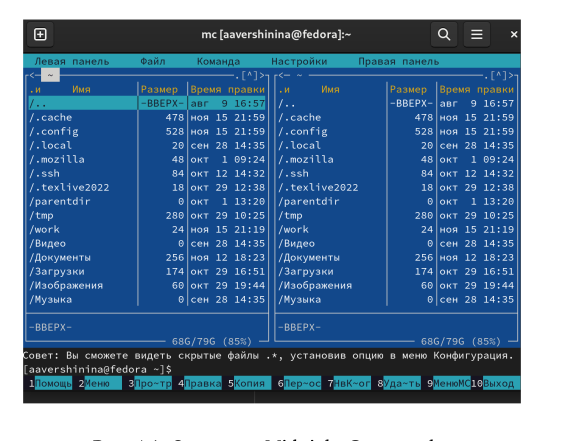 mc [aavershinina@fedora]:~
Левая панель Файл Команда Настройки Правая панель
<— ~ .[^]> <— ~ .[^]>
.и Имя Размер Время правки .и Имя Размер Время правки
/.. -ВВЕРХ- авг 9 16:57 /.. -ВВЕРХ- авг 9 16:57
/.cache 478 ноя 15 21:59 /.cache 478 ноя 15 21:59
/.config 528 ноя 15 21:59 /.config 528 ноя 15 21:59
/.local 20 сен 28 14:35 /.local 20 сен 28 14:35
/.mozilla 48 окт 1 09:24 /.mozilla 48 окт 1 09:24
/.ssh 84 окт 12 14:32 /.ssh 84 окт 12 14:32
/.texlive2022 18 окт 29 12:38 /.texlive2022 18 окт 29 12:38
/parentdir 0 окт 1 13:20 /parentdir 0 окт 1 13:20
/tmp 280 окт 29 10:25 /tmp 280 окт 29 10:25
/work 24 ноя 15 21:19 /work 24 ноя 15 21:19
/Видео 0 сен 28 14:35 /Видео 0 сен 28 14:35
/Документы 256 ноя 12 18:23 /Документы 256 ноя 12 18:23
/Загрузки 174 окт 29 16:51 /Загрузки 174 окт 29 16:51
/Изображения 60 окт 29 19:44 /Изображения 60 окт 29 19:44
/Музыка 0 сен 28 14:35 /Музыка 0 сен 28 14:35
-ВВЕРХ- -ВВЕРХ-
68G/79G (85%) 68G/79G (85%)
Совет: Вы сможете видеть скрытые файлы .*, установив опцию в меню Конфигурация.
[aavershinina@fedora ~]$
1Помощь 2Меню 3Про~тр 4Правка 5Копия 6Пер~ос 7НвК~ог 8Уда~ть 9МенюМС 10Выход